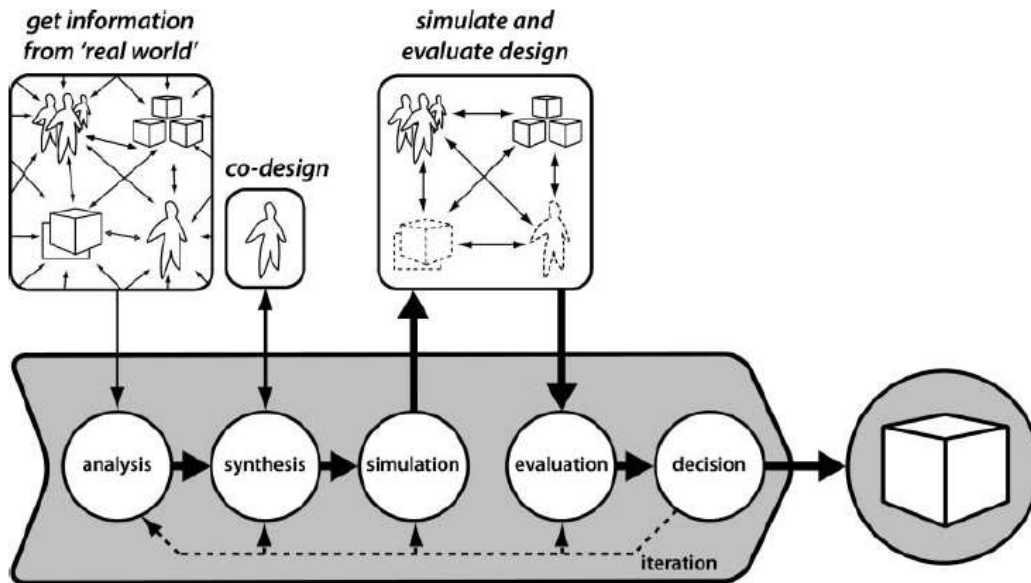 get information
from ‘real world’
simulate and
evaluate design
co-design
analysis
synthesis
simulation
evaluation
decision
iteration